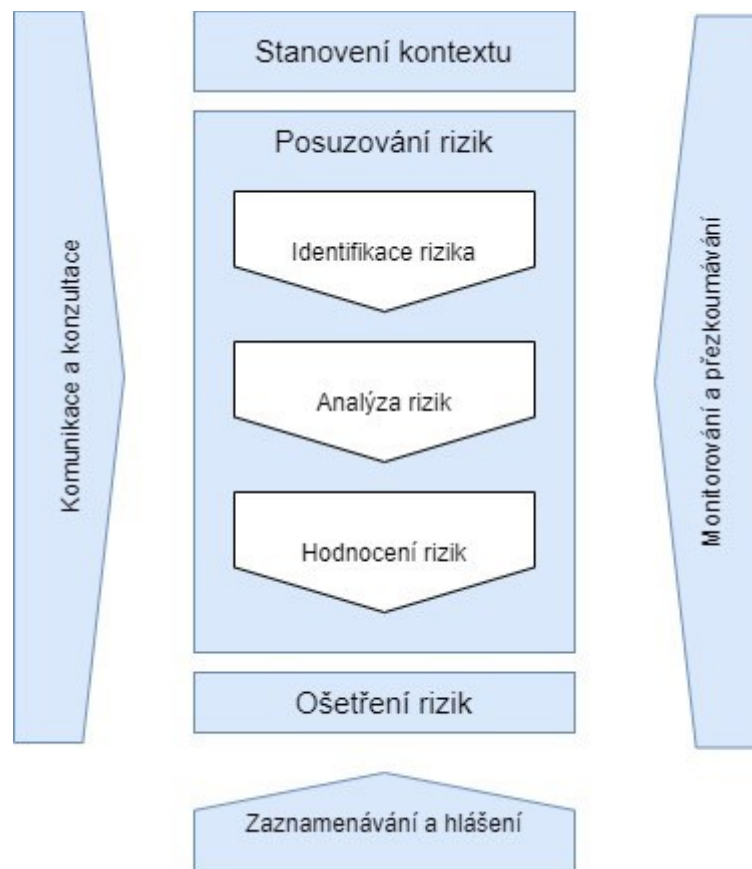 Stanovení kontextu
Posuzování rizik
Identifikace rizika
Analýza rizik
Hodnocení rizik
Ošetření rizik
Zaznamenávání a hlášení
Komunikace a konzultace
Monitorování a přezkoumávání